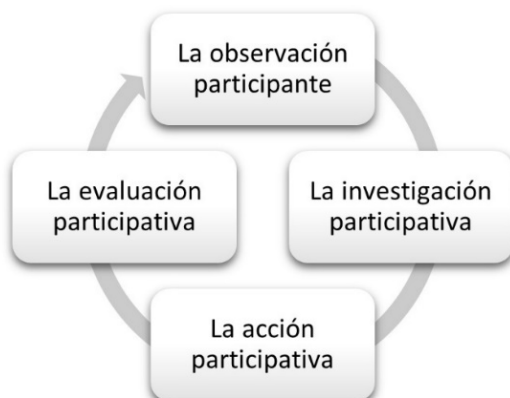 La observación
participante
La investigación
participativa
La acción
participativa
La evaluación
participativa